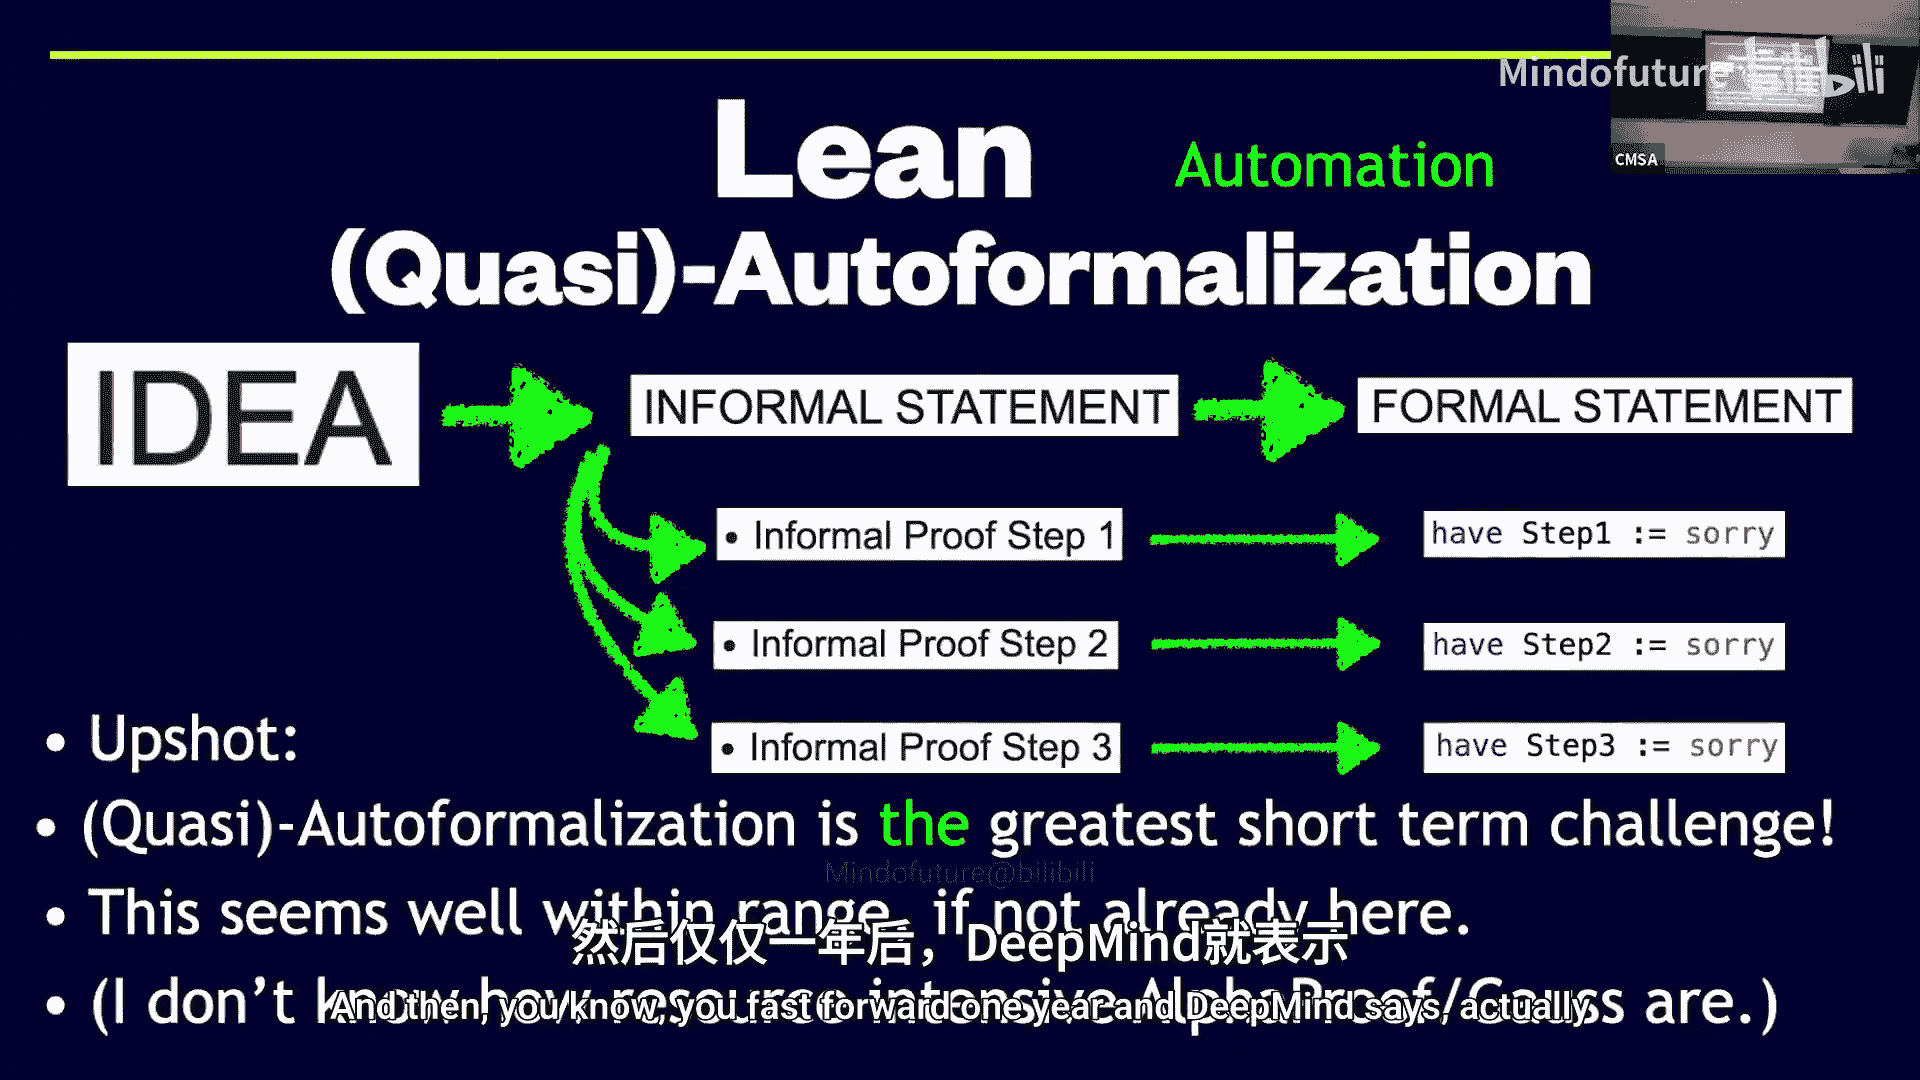 Mindofuture
bilibili
CMSA
Lean
Automation
(Quasi)-Autoformalization
IDEA
INFORMAL STATEMENT
FORMAL STATEMENT
• Informal Proof Step 1
have Step1 := sorry
• Informal Proof Step 2
have Step2 := sorry
• Informal Proof Step 3
have Step3 := sorry
• Upshot:
• (Quasi)-Autoformalization is the greatest short term challenge!
Mindofuture@bilibili
• This seems well within range, if not already here.
然后仅仅一年后，DeepMind就表示
• (I don't know how resource intensive AlphaProof/Gauss are.)
And then, you know, you fast forward one year and DeepMind says, actually